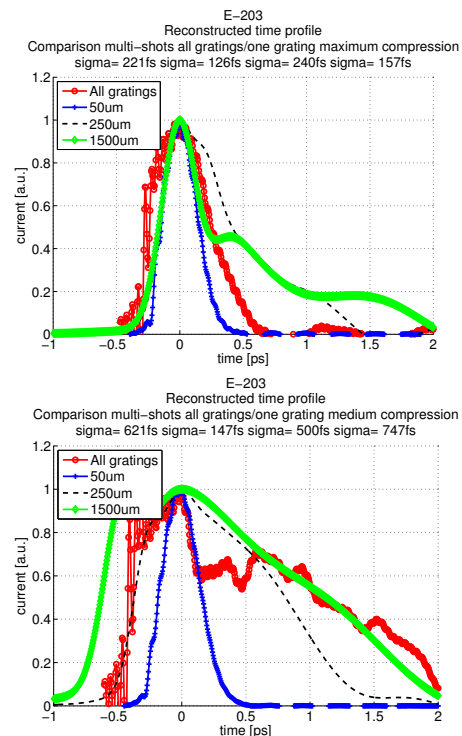 E-203
Reconstructed time profile
Comparison multi-shots all gratings/one grating maximum compression
sigma= 221fs sigma= 126fs sigma= 240fs sigma= 157fs
1.2
1
0.8
0.6
0.4
0.2
0
current [a.u.]
All gratings
50um
250um
1500um
-1 -0.5 0 0.5 1 1.5 2
time [ps]
E-203
Reconstructed time profile
Comparison multi-shots all gratings/one grating medium compression
sigma= 621fs sigma= 147fs sigma= 500fs sigma= 747fs
1.2
1
0.8
0.6
0.4
0.2
0
current [a.u.]
All gratings
50um
250um
1500um
-1 -0.5 0 0.5 1 1.5 2
time [ps]